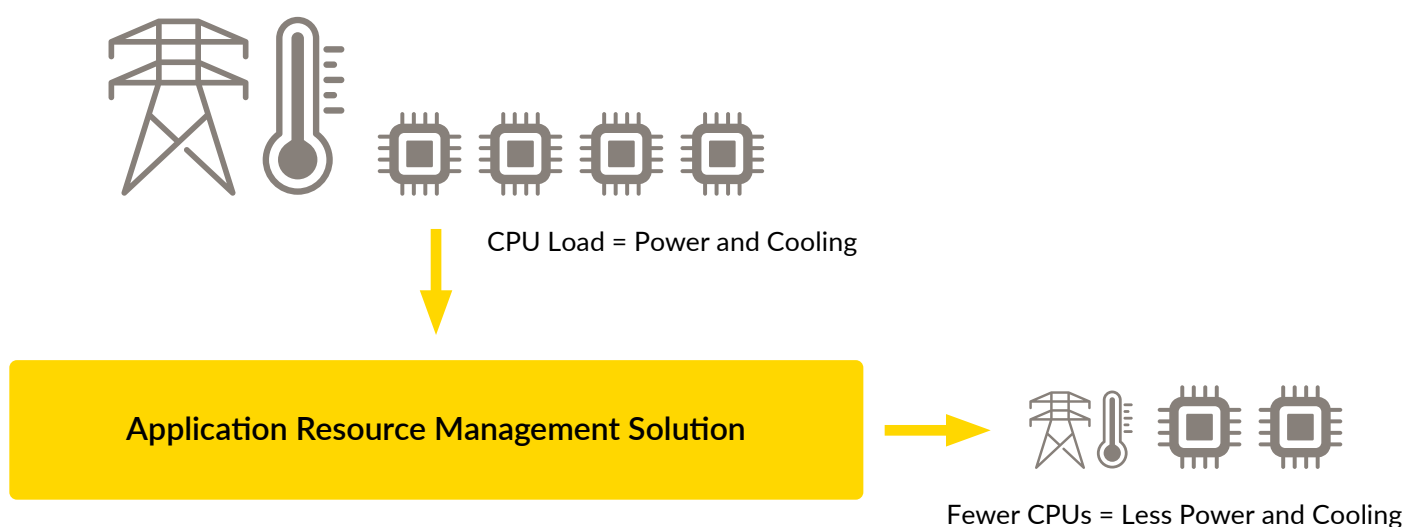 CPU Load = Power and Cooling
Application Resource Management Solution
Fewer CPUs = Less Power and Cooling